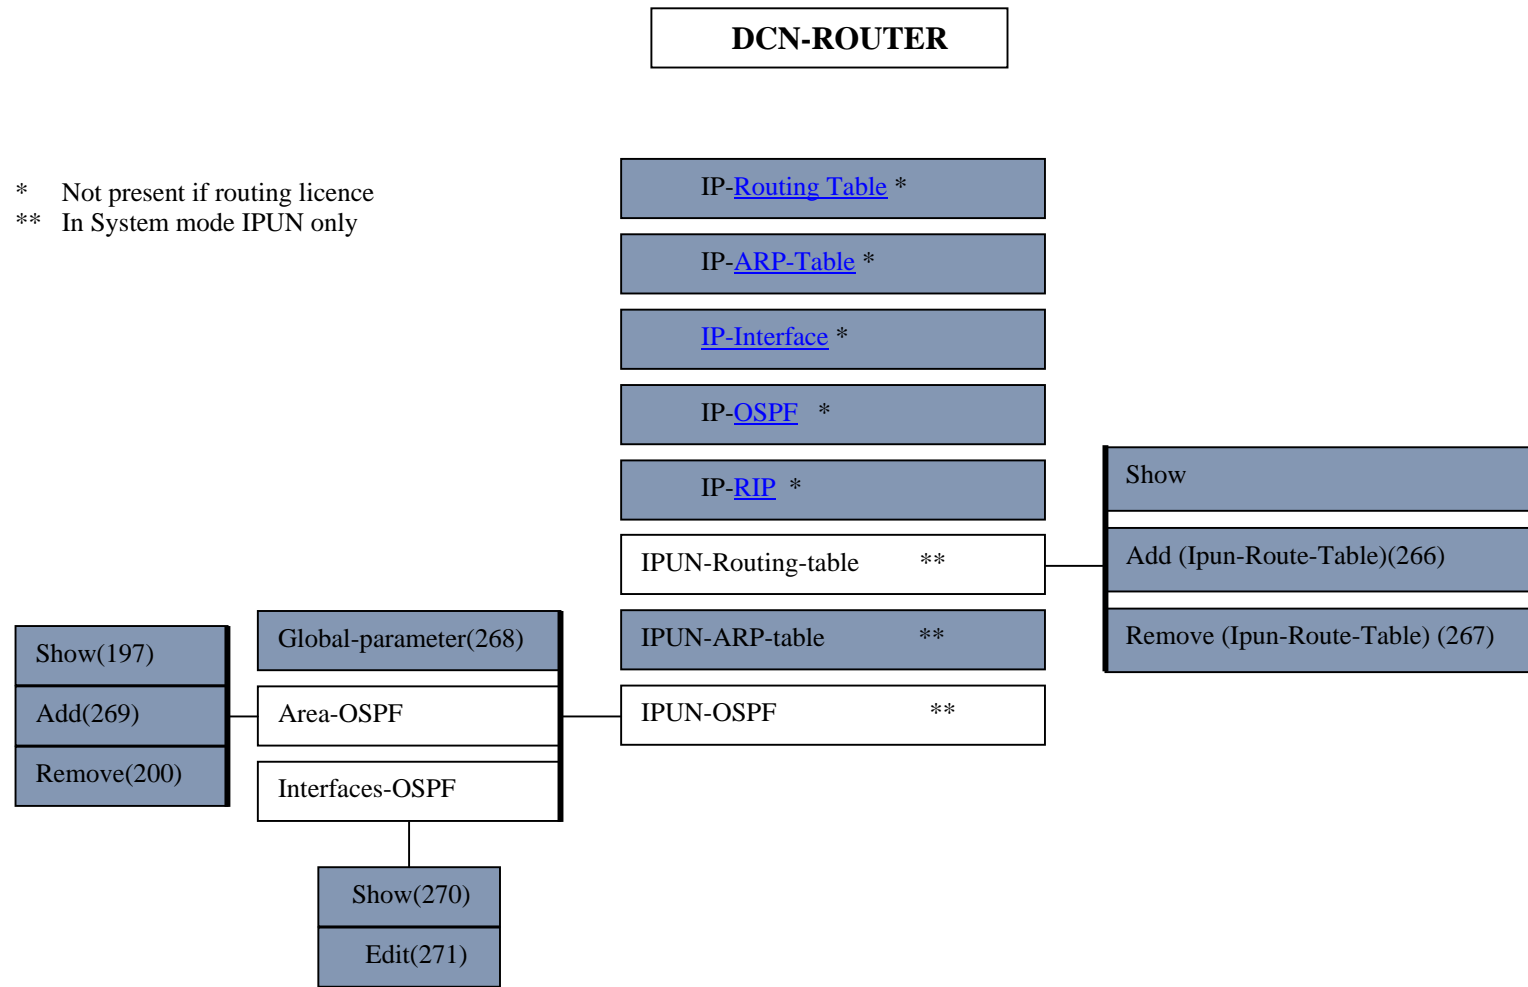 DCN-ROUTER
* Not present if routing licence
** In System mode IPUN only
IP-Routing Table *
IP-ARP-Table *
IP-Interface *
IP-OSPF *
IP-RIP *
IPUN-Routing-table **
IPUN-ARP-table **
IPUN-OSPF **
Show
Add (Ipun-Route-Table)(266)
Remove (Ipun-Route-Table) (267)
Global-parameter(268)
Area-OSPF
Interfaces-OSPF
Show(197)
Add(269)
Remove(200)
Show(270)
Edit(271)